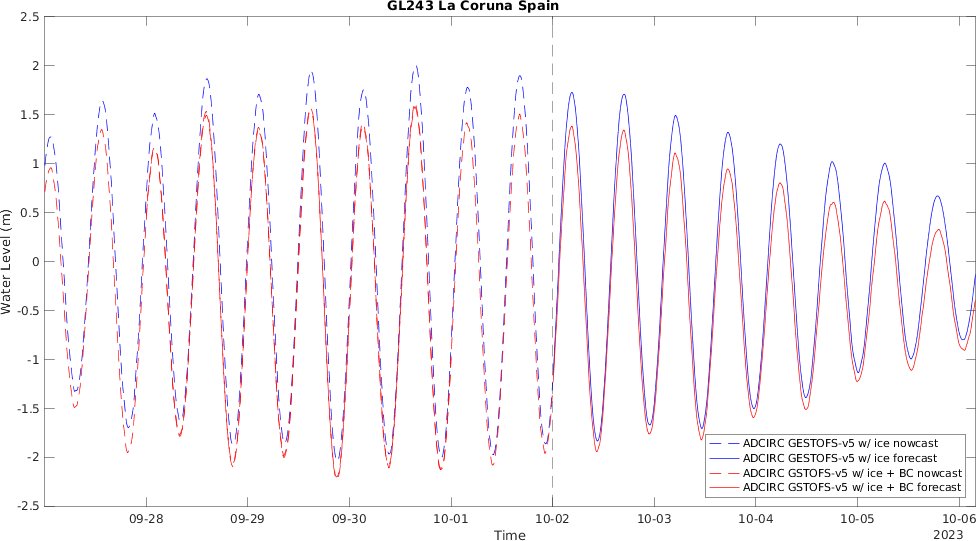 GL243 La Coruna Spain
2.5
2
1.5
1
0.5
0
-0.5
-1
-1.5
-2
-2.5
Water Level (m)
ADCIRC GESTOFS-v5 w/ ice nowcast
ADCIRC GESTOFS-v5 w/ ice forecast
ADCIRC GSTOFS-v5 w/ ice + BC nowcast
ADCIRC GSTOFS-v5 w/ ice + BC forecast
09-28 09-29 09-30 10-01 10-02 10-03 10-04 10-05 10-06
Time 2023